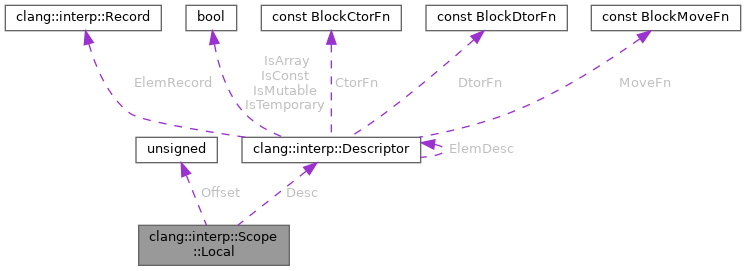 clang::interp::Record
bool
const BlockCtorFn
const BlockDtorFn
const BlockMoveFn
ElemRecord
IsArray
IsConst
IsMutable
IsTemporary
CtorFn
DtorFn
MoveFn
unsigned
clang::interp::Descriptor
ElemDesc
Offset
Desc
clang::interp::Scope
::Local